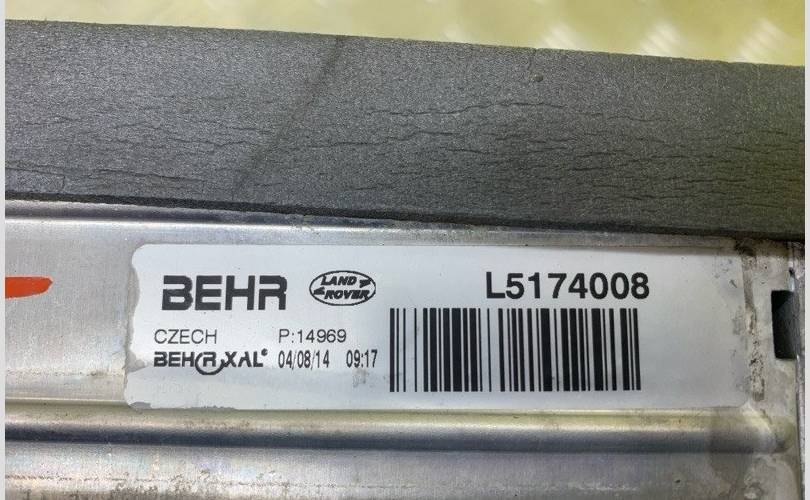 BEHR LAND ROVER L5174008
CZECH P:14969
BEHR XAL® 04/08/14 09:17